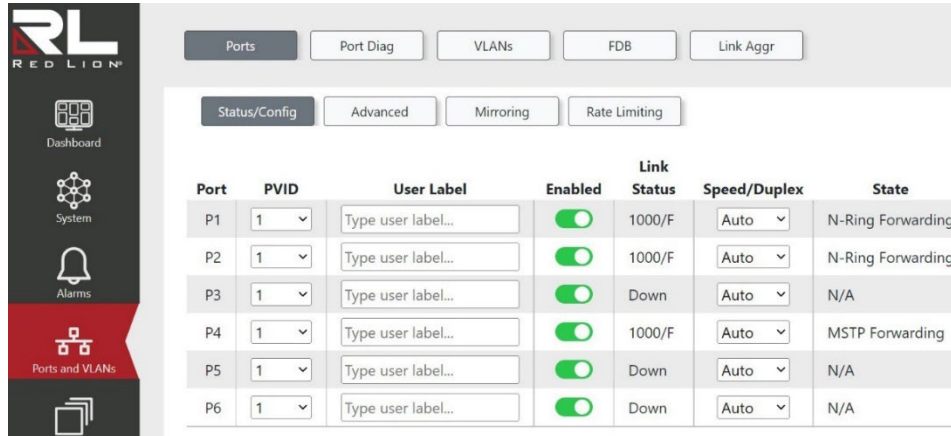 RL
RED LION®
Ports Port Diag VLANs FDB Link Aggr
Status/Config Advanced Mirroring Rate Limiting
Dashboard
System
Alarms
Ports and VLANs
Port PVID User Label Enabled Link Status Speed/Duplex State
P1 1 Type user label... 1000/F Auto N-Ring Forwarding
P2 1 Type user label... 1000/F Auto N-Ring Forwarding
P3 1 Type user label... Down Auto N/A
P4 1 Type user label... 1000/F Auto MSTP Forwarding
P5 1 Type user label... Down Auto N/A
P6 1 Type user label... Down Auto N/A